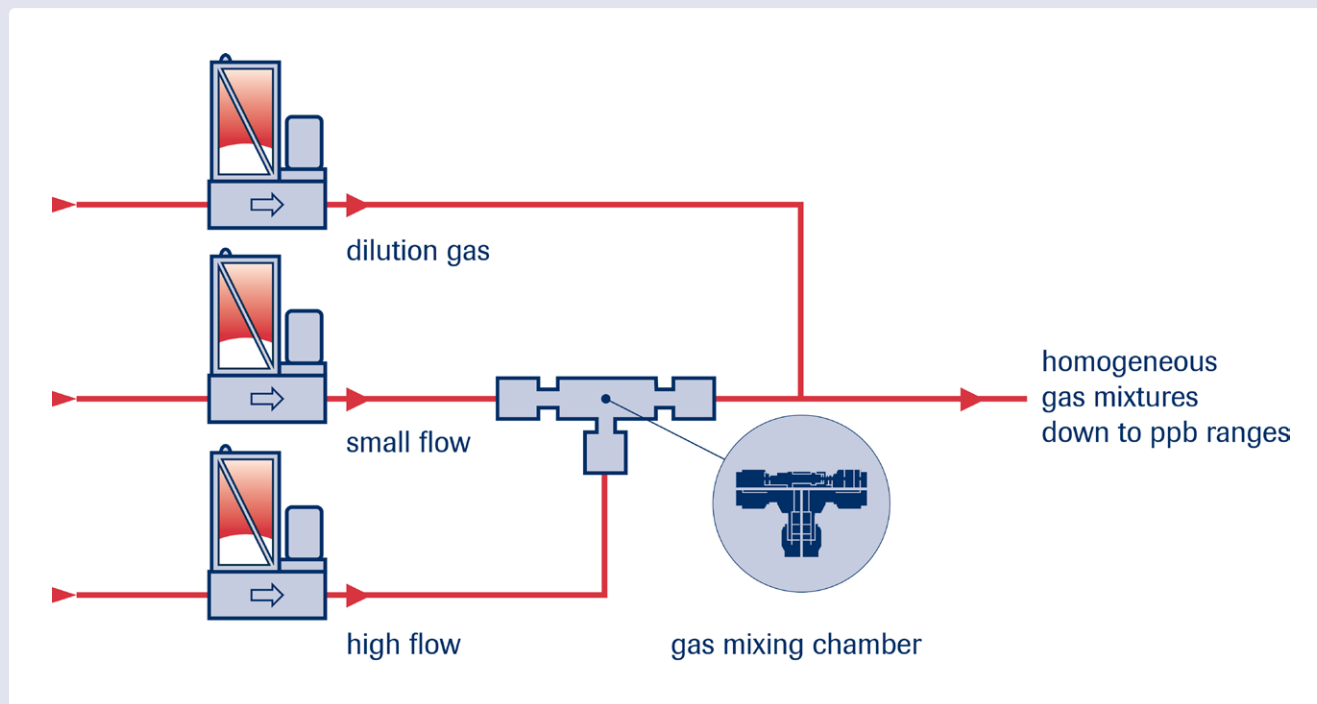 dilution gas
small flow
high flow
gas mixing chamber
homogeneous
gas mixtures
down to ppb ranges